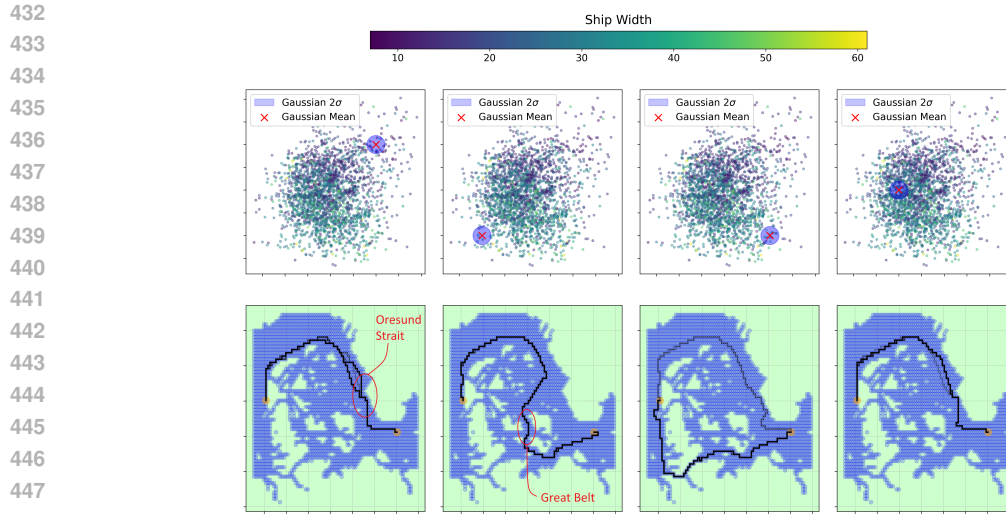 432
433
434
435
436
437
438
439
440
441
442
443
444
445
446
447
Ship Width
10 20 30 40 50 60
Gaussian 2σ
Gaussian Mean
Gaussian 2σ
Gaussian Mean
Gaussian 2σ
Gaussian Mean
Gaussian 2σ
Gaussian Mean
Oresund
Strait
Great Belt